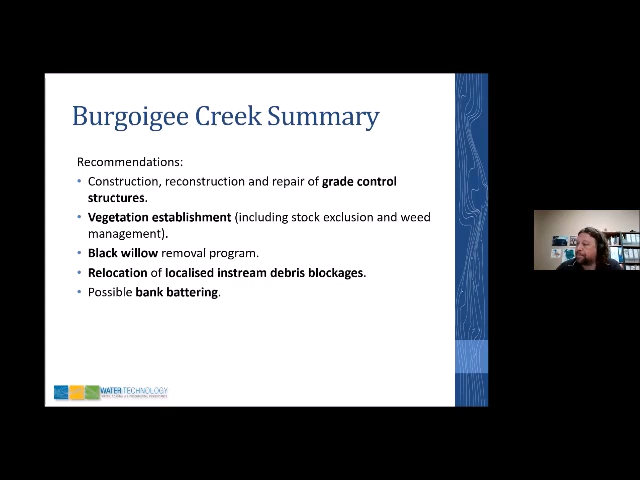 Burgoigee Creek Summary
Recommendations:
• Construction, reconstruction and repair of grade control
structures.
• Vegetation establishment (including stock exclusion and weed
management).
• Black willow removal program.
• Relocation of localised instream debris blockages.
• Possible bank battering.
WATER TECHNOLOGY